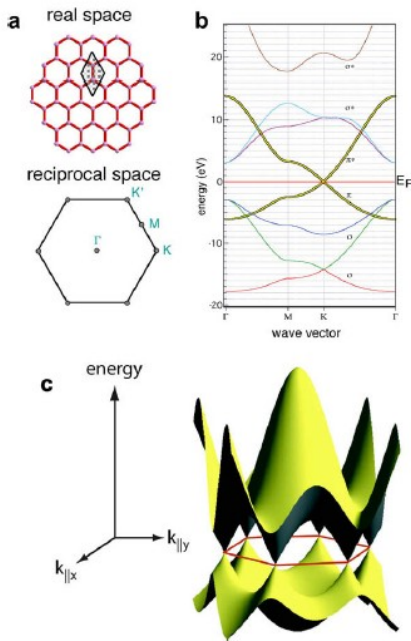 a
real space
reciprocal space
K'
M
Γ
K
b
energy (eV)
20
10
0
-10
-20
σ*
σ*
π*
E_F
π
σ
σ
Γ M K Γ
wave vector
c
energy
k||y
k||x